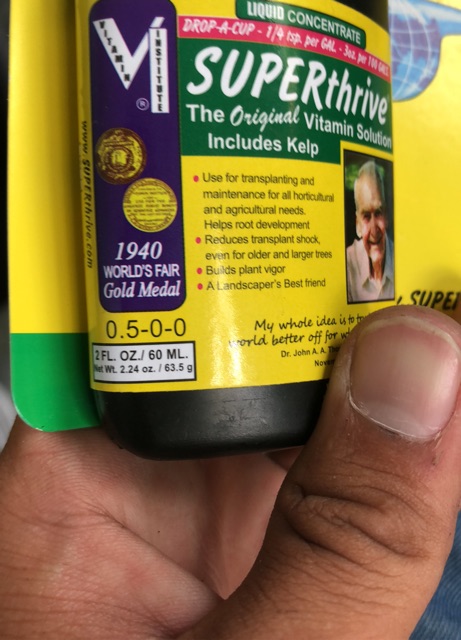 LIQUID CONCENTRATE
DROP-A-CUP - 1/4 tsp. per GAL - 3oz. per 100 GALS.
VITAMIN
INSTITUTE
VI
®
SUPERthrive
The Original Vitamin Solution
Includes Kelp
• Use for transplanting and
maintenance for all horticultural
and agricultural needs.
Helps root development
• Reduces transplant shock,
even for older and larger trees
• Builds plant vigor
• A Landscaper's Best friend
www.SUPERthrive.com
1940
WORLD'S FAIR
Gold Medal
0.5-0-0
2 FL. OZ./ 60 ML.
Net Wt. 2.24 oz. / 63.5 g
My whole idea is to
world better off for
Dr. John A. A.
SUPER